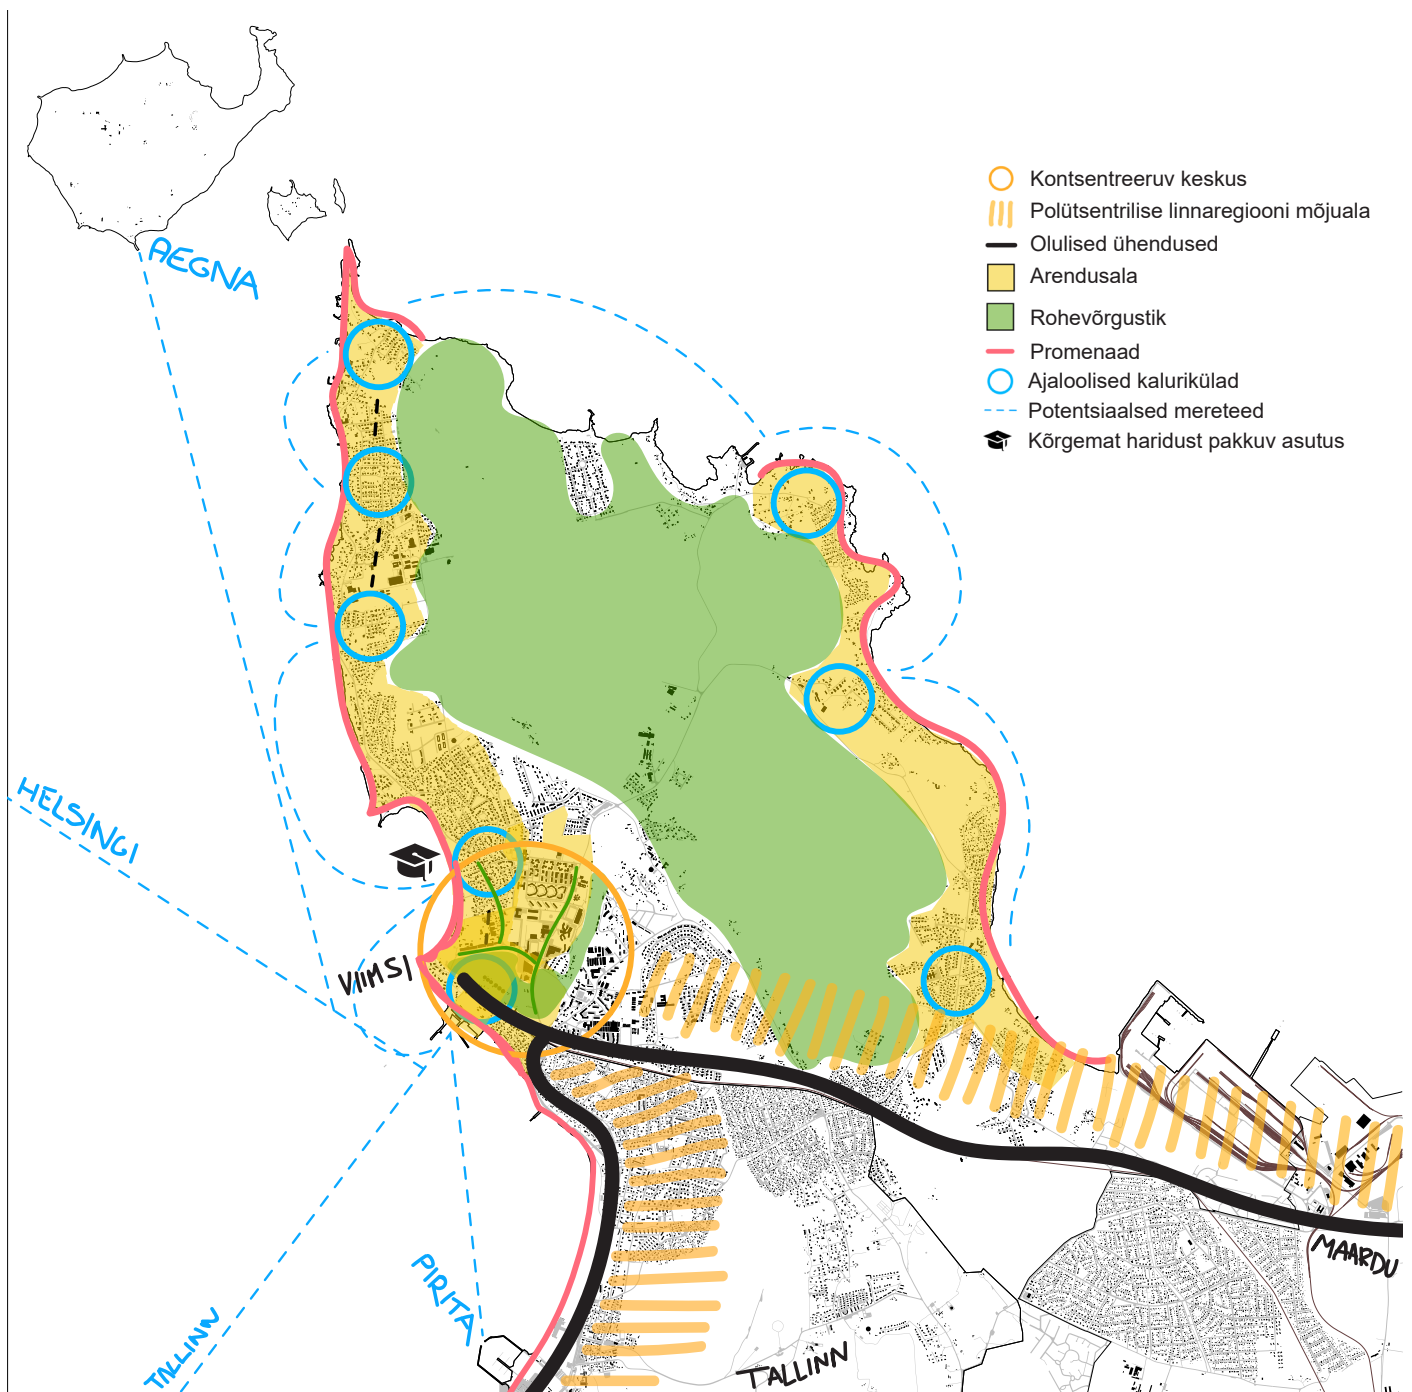 Kontsentreeruv keskus
Polütsentrilise linnaregiooni mõjuala
Olulised ühendused
Arendusala
Rohevõrgustik
Promenaad
Ajaloolised kalurikülad
Potentsiaalsed mereteed
Kõrgemat haridust pakkuv asutus
AEGNA
HELSINGI
VIIMSI
PIRITA
TALLINN
TALLINN
MAARDU